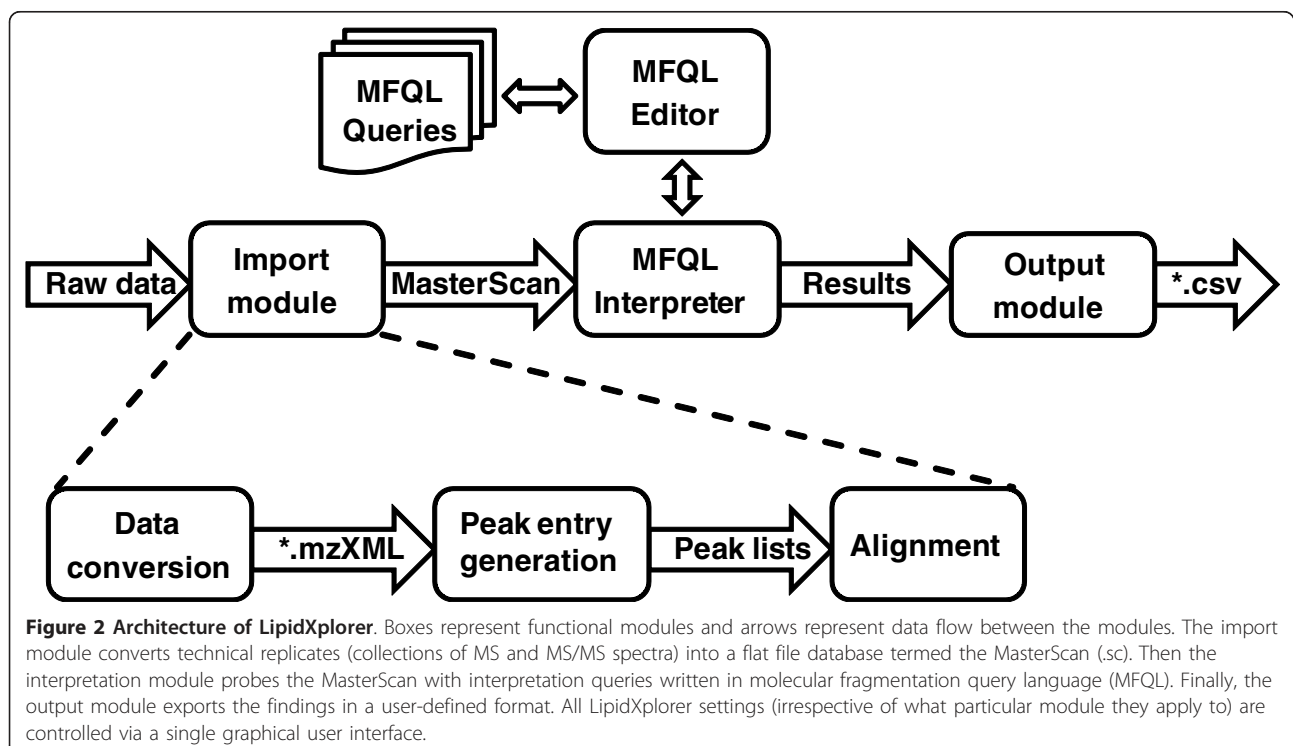 MFQL
Queries
MFQL
Editor
Raw data
Import
module
MasterScan
MFQL
Interpreter
Results
Output
module
*.csv
Data
conversion
*.mzXML
Peak entry
generation
Peak lists
Alignment
Figure 2 Architecture of LipidXplorer. Boxes represent functional modules and arrows represent data flow between the modules. The import
module converts technical replicates (collections of MS and MS/MS spectra) into a flat file database termed the MasterScan (.sc). Then the
interpretation module probes the MasterScan with interpretation queries written in molecular fragmentation query language (MFQL). Finally, the
output module exports the findings in a user-defined format. All LipidXplorer settings (irrespective of what particular module they apply to) are
controlled via a single graphical user interface.